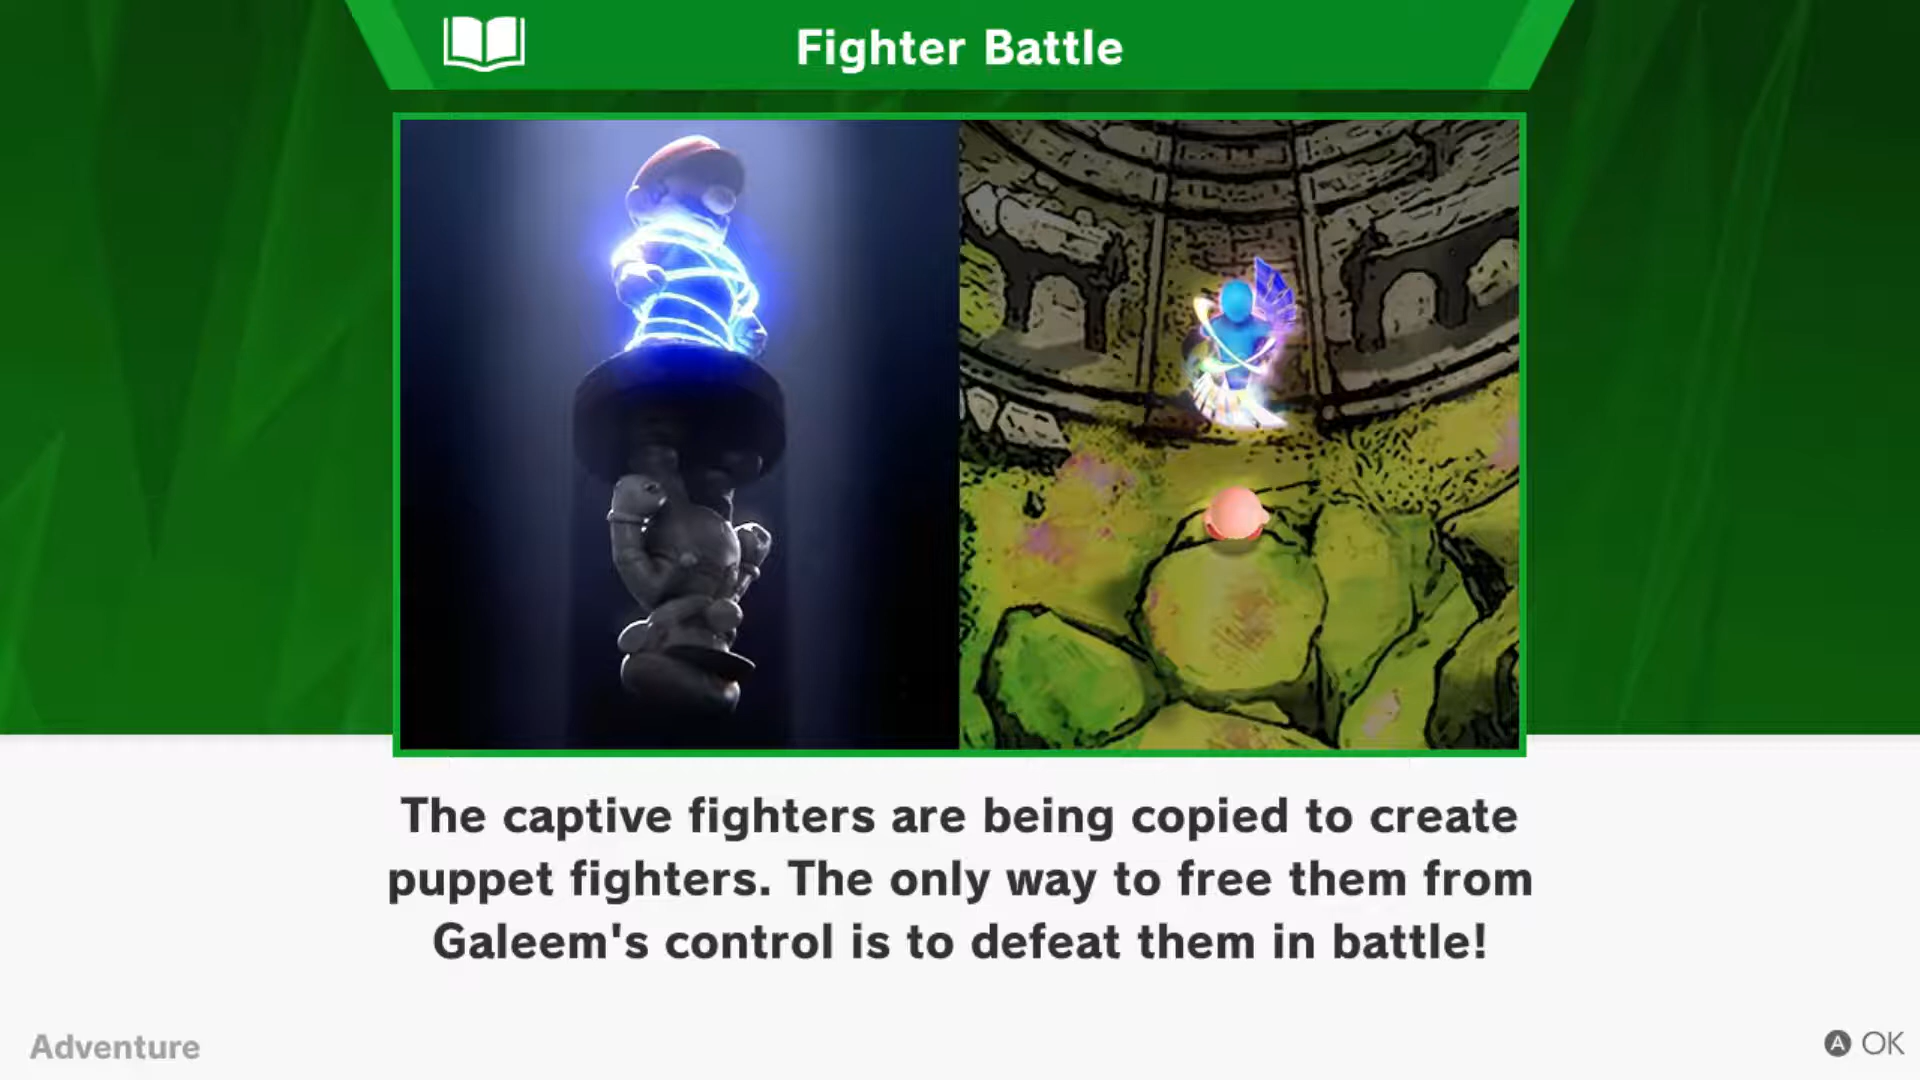 Fighter Battle
The captive fighters are being copied to create
puppet fighters. The only way to free them from
Galeem's control is to defeat them in battle!
Adventure
A OK